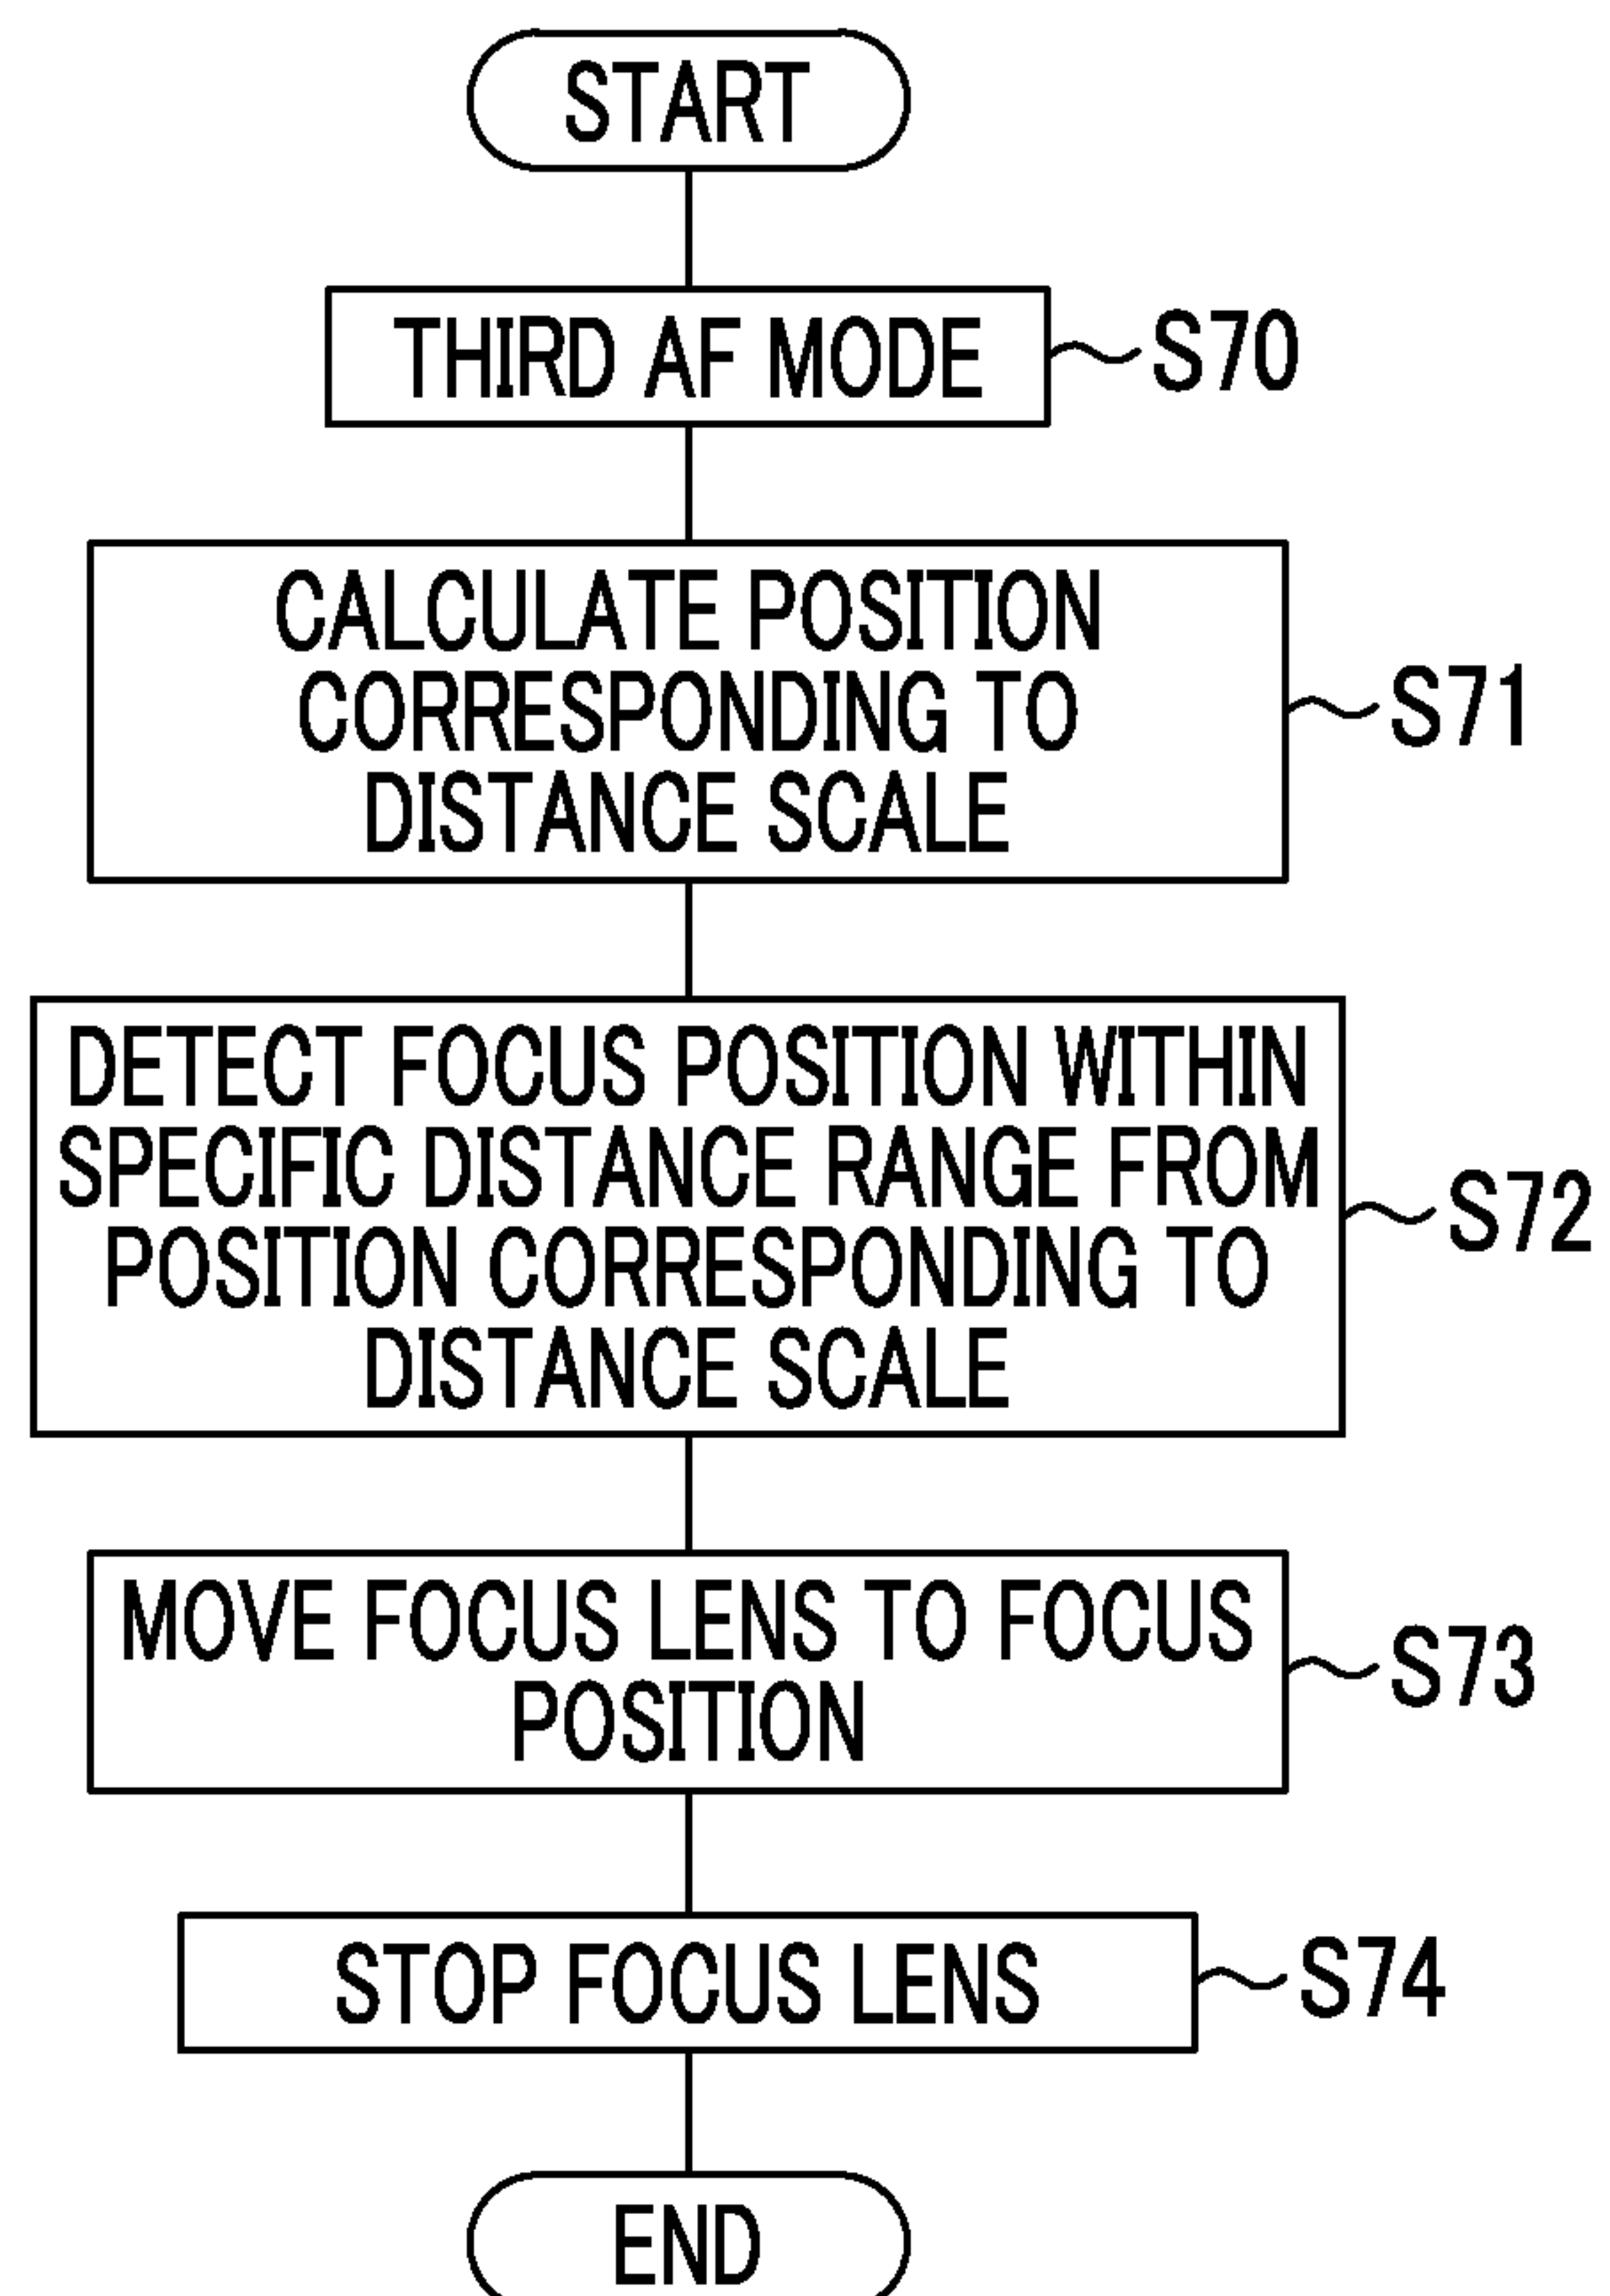 START
THIRD AF MODE
S70
CALCULATE POSITION
CORRESPONDING TO
DISTANCE SCALE
S71
DETECT FOCUS POSITION WITHIN
SPECIFIC DISTANCE RANGE FROM
POSITION CORRESPONDING TO
DISTANCE SCALE
S72
MOVE FOCUS LENS TO FOCUS
POSITION
S73
STOP FOCUS LENS
S74
END